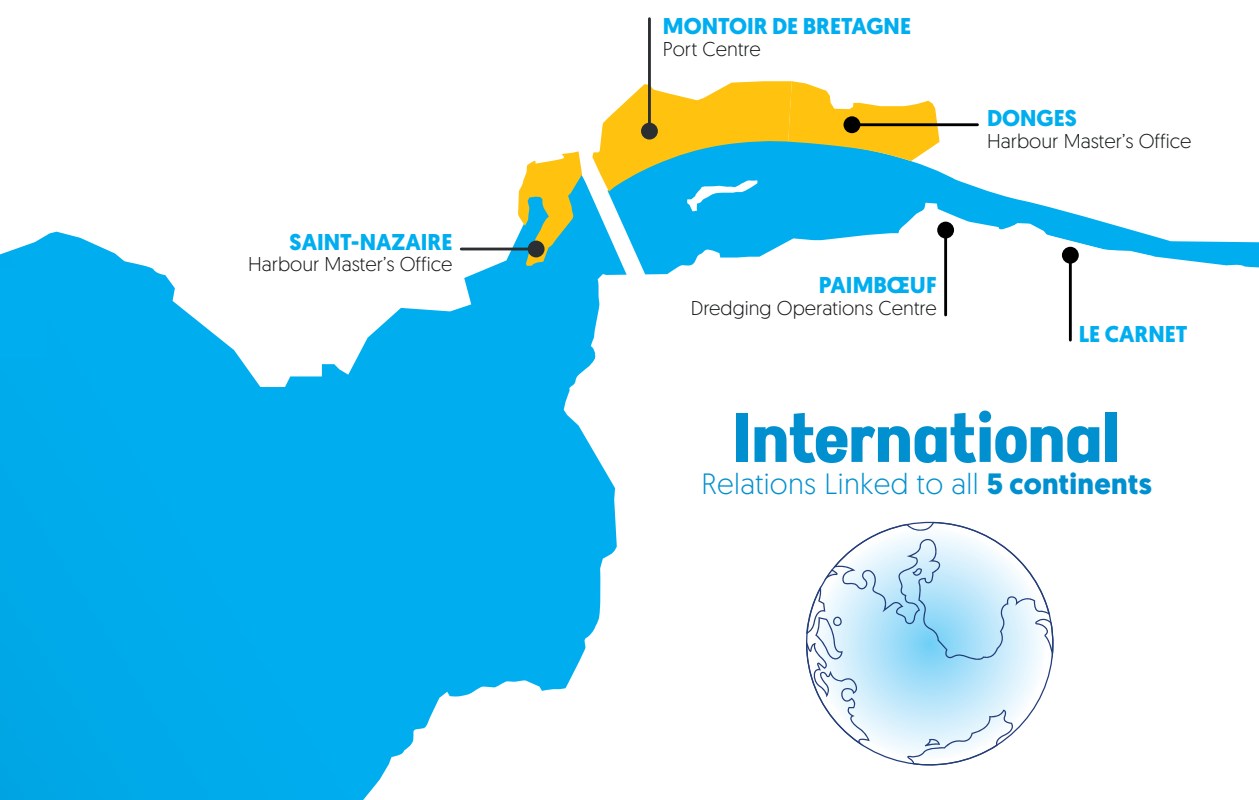 MONTOIR DE BRETAGNE
Port Centre
DONGES
Harbour Master's Office
SAINT-NAZAIRE
Harbour Master's Office
PAIMBŒUF
Dredging Operations Centre
LE CARNET
International
Relations Linked to all 5 continents